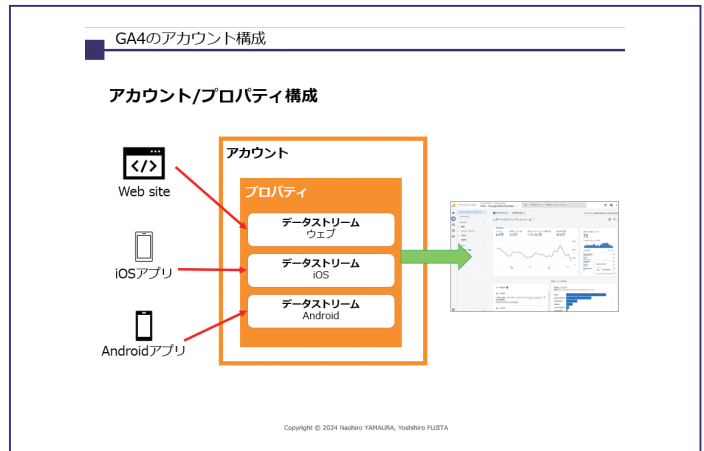 GA4のアカウント構成
アカウント/プロパティ構成
アカウント
</>
Web site
プロパティ
データストリーム
ウェブ
iOSアプリ
データストリーム
iOS
データストリーム
Android
Androidアプリ
Copyright © 2024 Naohiro YAMAURA, Yoshihiro FUJITA